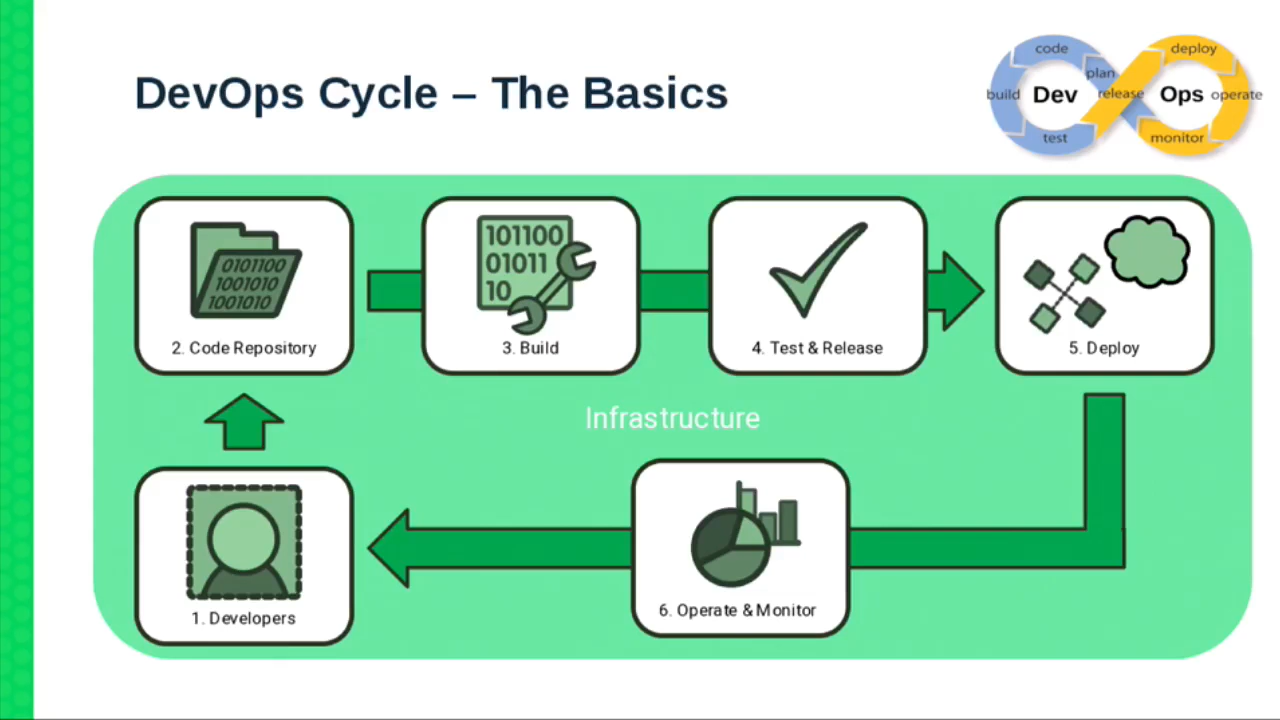 DevOps Cycle – The Basics
code
deploy
plan
build
Dev
release
Ops
operate
test
monitor
0101100
1001010
1001010
2. Code Repository
101100
01011
10
3. Build
4. Test & Release
5. Deploy
Infrastructure
1. Developers
6. Operate & Monitor